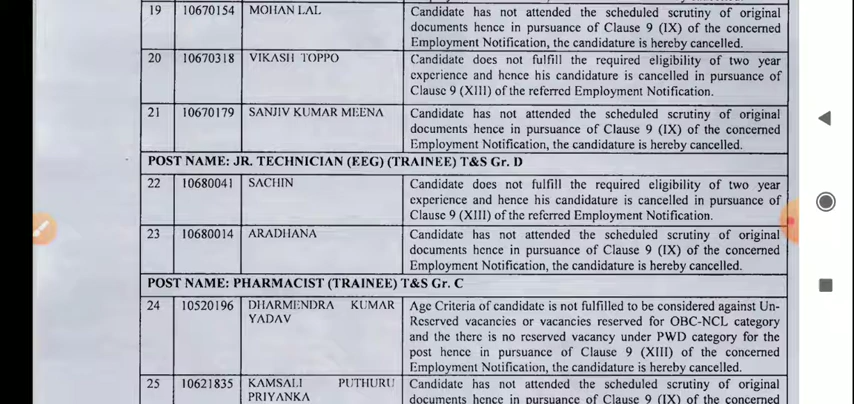 19 10670154 MOHAN LAL Candidate has not attended the scheduled scrutiny of original
documents hence in pursuance of Clause 9 (IX) of the concerned
Employment Notification, the candidature is hereby cancelled.
20 10670318 VIKASH TOPPO Candidate does not fulfill the required eligibility of two year
experience and hence his candidature is cancelled in pursuance of
Clause 9 (XIII) of the referred Employment Notification.
21 10670179 SANJIV KUMAR MEENA Candidate has not attended the scheduled scrutiny of original
documents hence in pursuance of Clause 9 (IX) of the concerned
Employment Notification, the candidature is hereby cancelled.
POST NAME: JR. TECHNICIAN (EEG) (TRAINEE) T&S Gr. D
22 10680041 SACHIN Candidate does not fulfill the required eligibility of two year
experience and hence his candidature is cancelled in pursuance of
Clause 9 (XIII) of the referred Employment Notification.
23 10680014 ARADHANA Candidate has not attended the scheduled scrutiny of original
documents hence in pursuance of Clause 9 (IX) of the concerned
Employment Notification, the candidature is hereby cancelled.
POST NAME: PHARMACIST (TRAINEE) T&S Gr. C
24 10520196 DHARMENDRA KUMAR Age Criteria of candidate is not fulfilled to be considered against Un-
YADAV Reserved vacancies or vacancies reserved for OBC-NCL category
and the there is no reserved vacancy under PWD category for the
post hence in pursuance of Clause 9 (XIII) of the concerned
Employment Notification, the candidature is hereby cancelled.
25 10621835 KAMSALI PUTHURU Candidate has not attended the scheduled scrutiny of original
PRIYANKA documents hence in pursuance of Clause 9 (IX) of the concerned